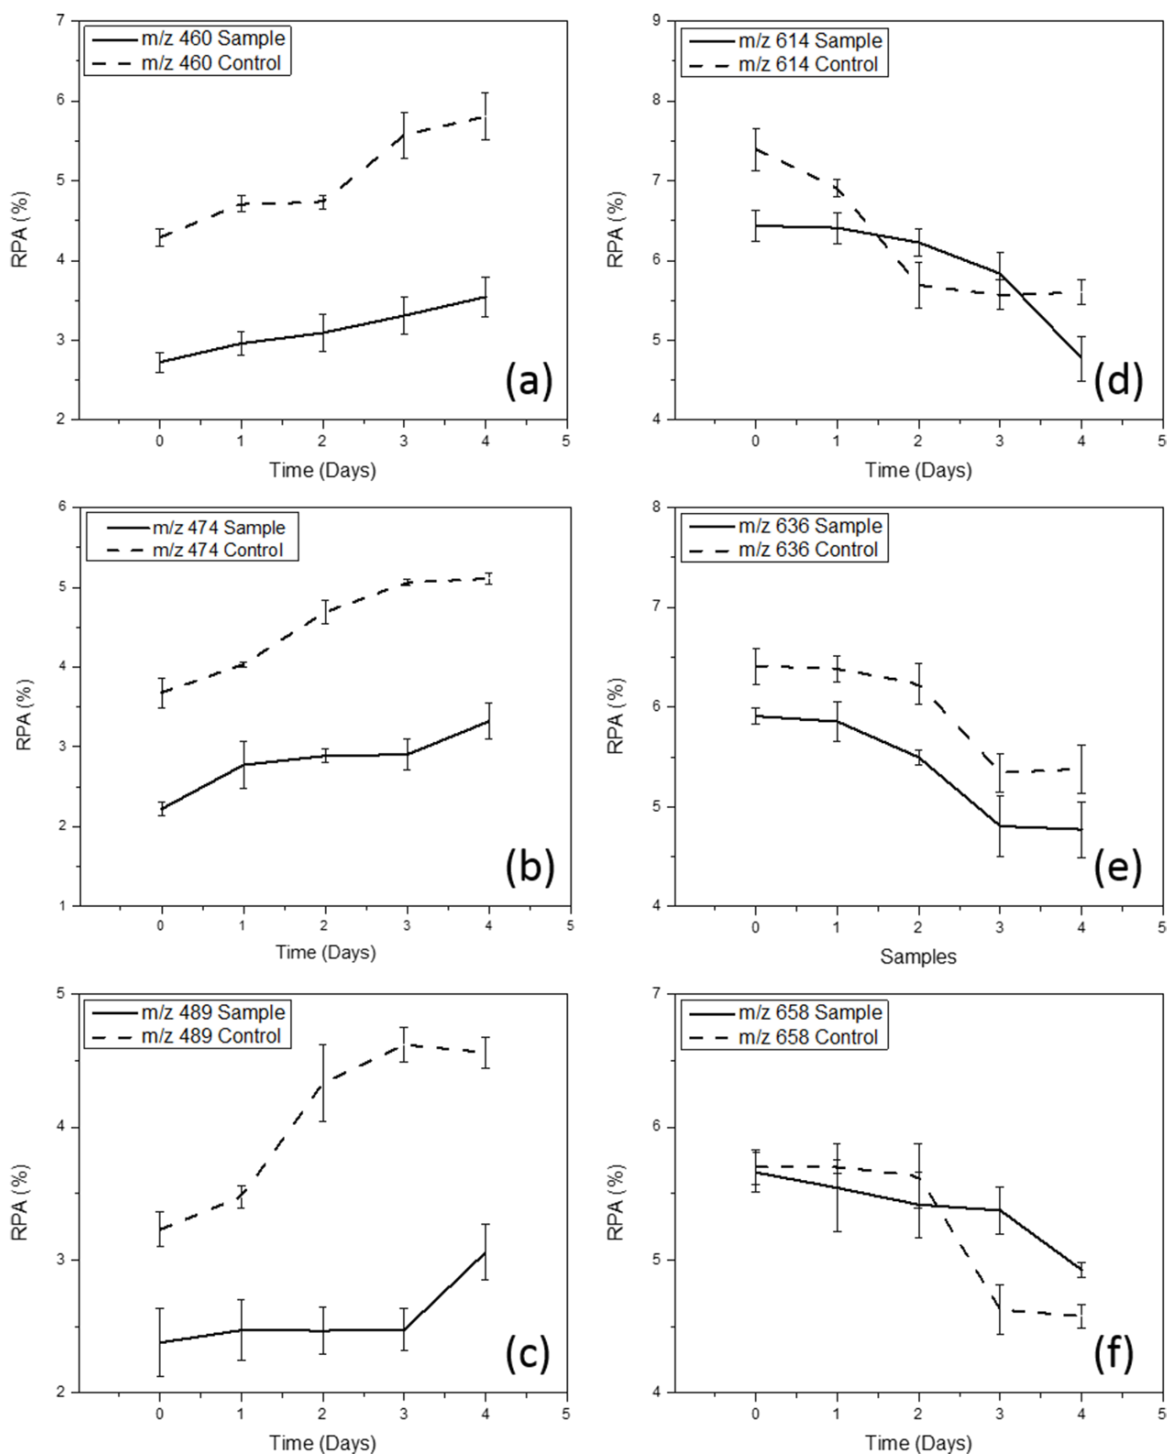 m/z 460 Sample
m/z 460 Control
7
6
5
4
3
2
RPA (%)
0 1 2 3 4 5
Time (Days)
(a)
m/z 614 Sample
m/z 614 Control
9
8
7
6
5
4
RPA (%)
0 1 2 3 4 5
Time (Days)
(d)
m/z 474 Sample
m/z 474 Control
6
5
4
3
2
1
RPA (%)
0 1 2 3 4 5
Time (Days)
(b)
m/z 636 Sample
m/z 636 Control
8
7
6
5
4
RPA (%)
0 1 2 3 4 5
Samples
(e)
m/z 489 Sample
m/z 489 Control
5
4
3
2
RPA (%)
0 1 2 3 4 5
Time (Days)
(c)
m/z 658 Sample
m/z 658 Control
7
6
5
4
RPA (%)
0 1 2 3 4 5
Time (Days)
(f)